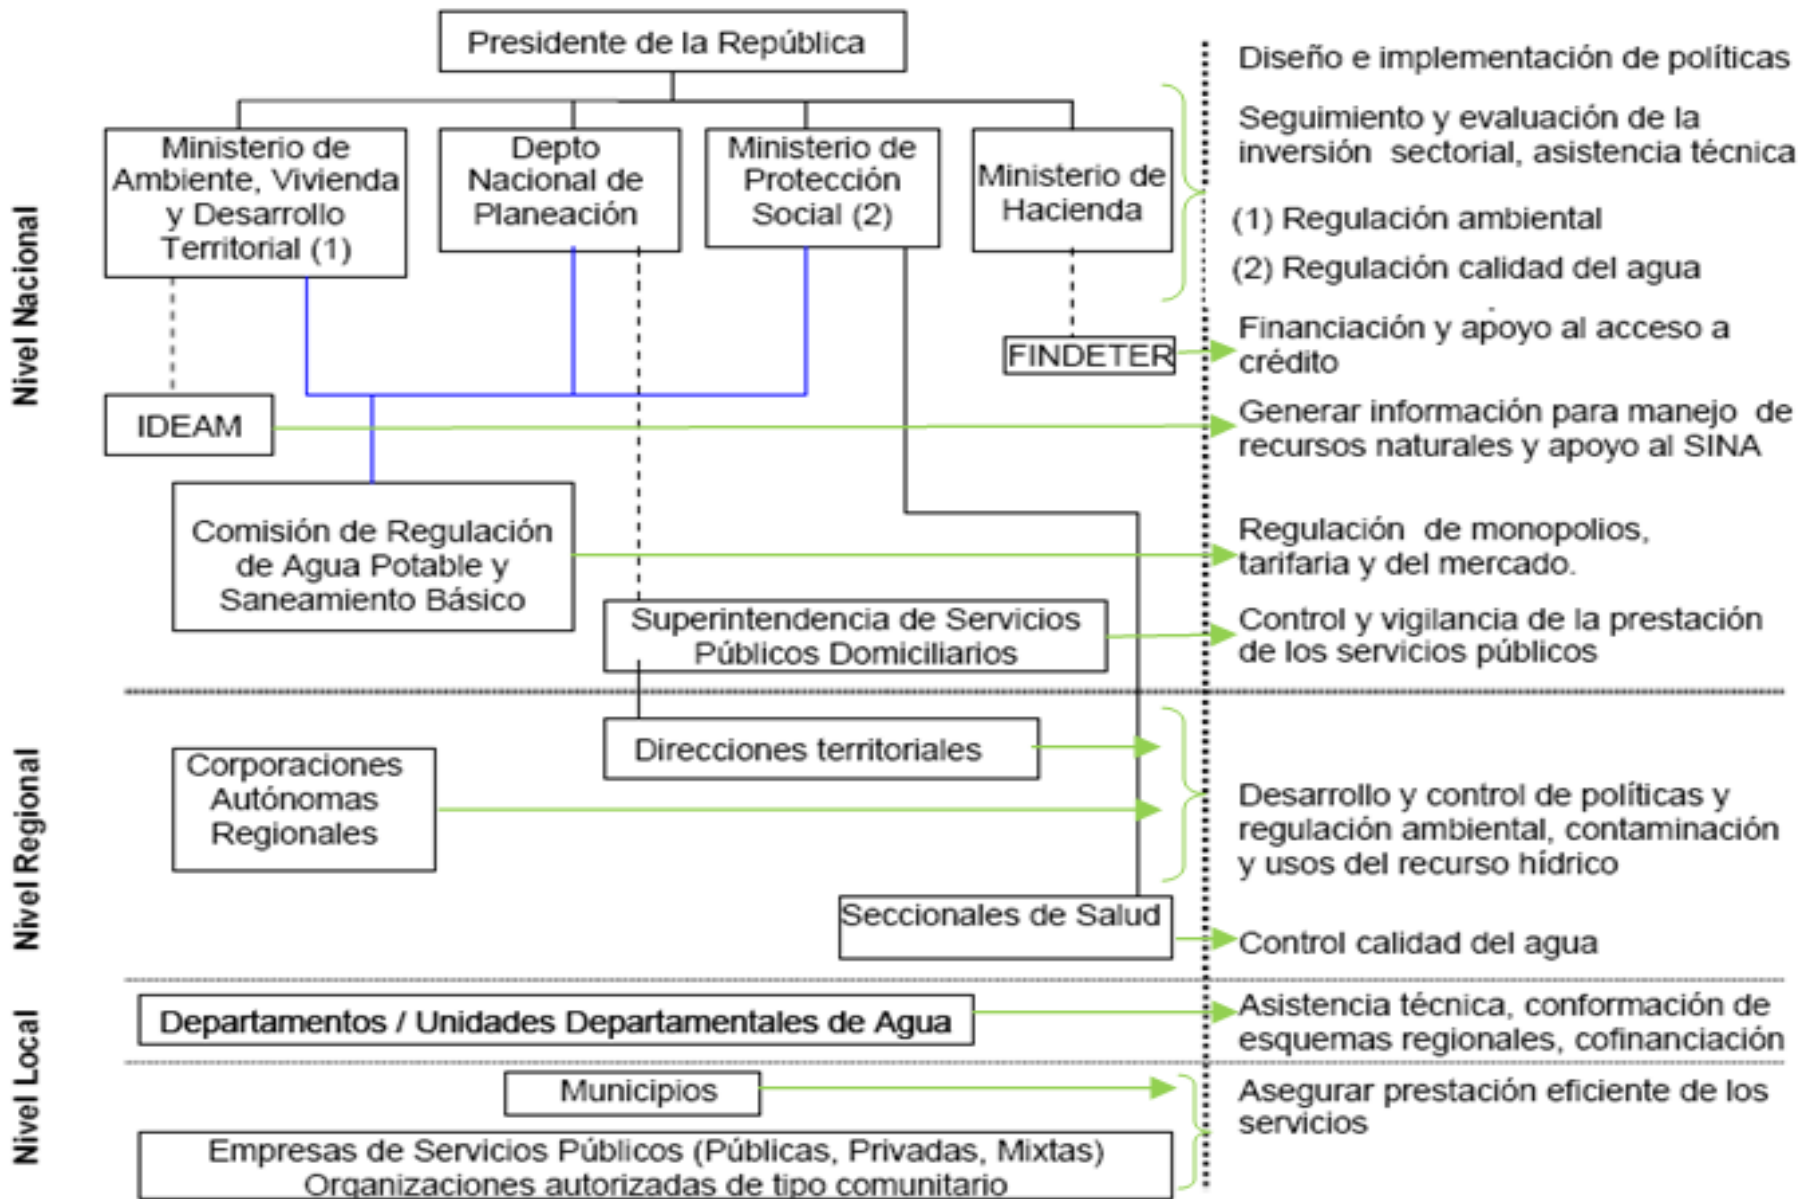 Presidente de la República
Diseño e implementación de políticas
Ministerio de
Ambiente, Vivienda
y Desarrollo
Territorial (1)
Depto
Nacional de
Planeación
Ministerio de
Protección
Social (2)
Ministerio de
Hacienda
Seguimiento y evaluación de la
inversión sectorial, asistencia técnica
(1) Regulación ambiental
(2) Regulación calidad del agua
Nivel Nacional
FINDETER
Financiación y apoyo al acceso a
crédito
IDEAM
Generar información para manejo de
recursos naturales y apoyo al SINA
Comisión de Regulación
de Agua Potable y
Saneamiento Básico
Regulación de monopolios,
tarifaria y del mercado.
Superintendencia de Servicios
Públicos Domiciliarios
Control y vigilancia de la prestación
de los servicios públicos
Nivel Regional
Direcciones territoriales
Corporaciones
Autónomas
Regionales
Desarrollo y control de políticas y
regulación ambiental, contaminación
y usos del recurso hídrico
Seccionales de Salud
Control calidad del agua
Nivel Local
Departamentos / Unidades Departamentales de Agua
Asistencia técnica, conformación de
esquemas regionales, cofinanciación
Municipios
Asegurar prestación eficiente de los
servicios
Empresas de Servicios Públicos (Públicas, Privadas, Mixtas)
Organizaciones autorizadas de tipo comunitario